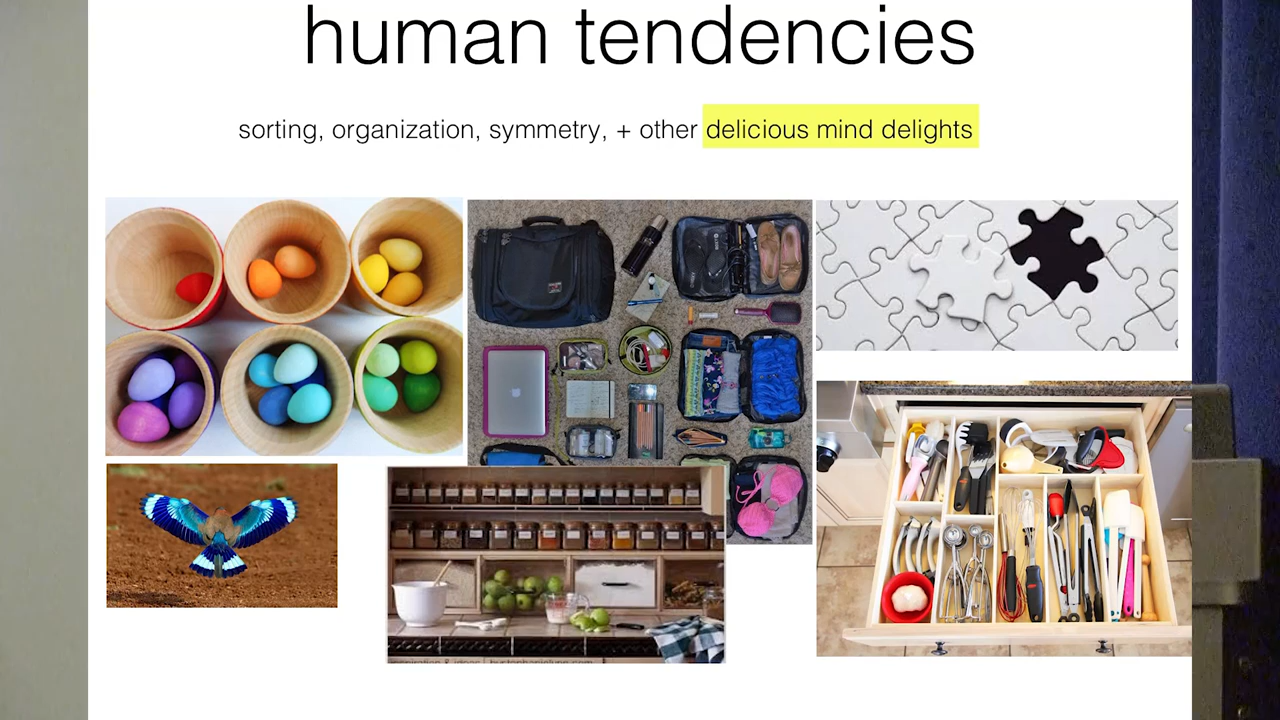 human tendencies
sorting, organization, symmetry, + other delicious mind delights